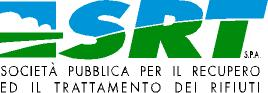 SRT
S.P.A.
SOCIETÀ PUBBLICA PER IL RECUPERO
ED IL TRATTAMENTO DEI RIFIUTI